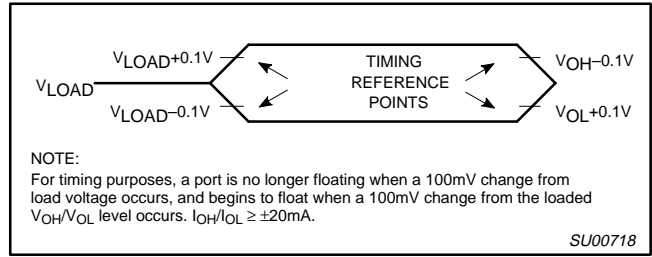 VLOAD+0.1V
TIMING
VOH–0.1V
VLOAD
REFERENCE
VLOAD–0.1V
POINTS
VOL+0.1V
NOTE:
For timing purposes, a port is no longer floating when a 100mV change from
load voltage occurs, and begins to float when a 100mV change from the loaded
VOH/VOL level occurs. IOH/IOL ≥ ±20mA.
SU00718